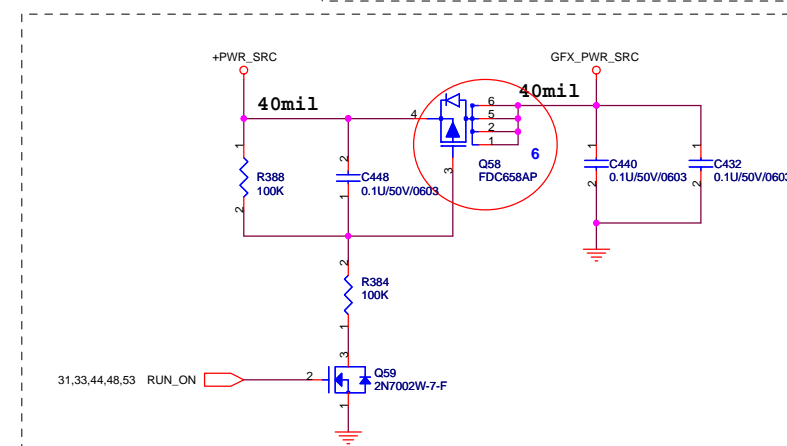 +PWR_SRC
GFX_PWR_SRC
40mil
40mil
4
6
5
2
1
6
3
Q58
FDC658AP
1
R388
100K
2
2
C448
0.1U/50V/0603
1
1
C440
0.1U/50V/0603
2
1
C432
0.1U/50V/0603
2
2
R384
100K
1
31,33,44,48,53 RUN_ON
2
3
Q59
2N7002W-7-F
1